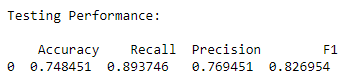 Testing Performance:
Accuracy Recall Precision F1
0 0.748451 0.893746 0.769451 0.826954